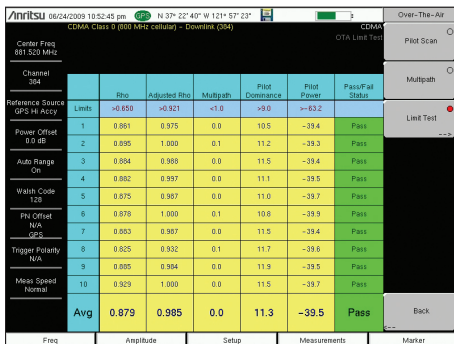 Anritsu 06/24/2009 10:52:45 pm GPS N 37° 22' 40" W 121° 57' 23" Over-The-Air
CDMA Class 0 (800 MHz cellular) - Downlink (384) CDMA
OTA Limit Test
Center Freq
881.520 MHz
Channel
384
Reference Source
GPS Hi Accy
Power Offset
0.0 dB
Auto Range
On
Walsh Code
128
PN Offset
N/A
GPS
Trigger Polarity
N/A
Meas Speed
Normal
Rho Adjusted Rho Multipath Pilot Dominance Pilot Power Pass/Fail Status
Limits >0.650 >0.921 <1.0 >9.0 >-63.2
1 0.861 0.975 0.0 10.5 -39.4 Pass
2 0.895 1.000 0.1 11.2 -39.3 Pass
3 0.884 0.988 0.0 11.5 -39.4 Pass
4 0.882 0.997 0.0 11.1 -39.5 Pass
5 0.875 0.987 0.0 11.0 -39.7 Pass
6 0.878 1.000 0.1 10.8 -39.9 Pass
7 0.883 0.987 0.0 11.5 -39.4 Pass
8 0.825 0.932 0.1 11.7 -39.6 Pass
9 0.885 0.984 0.0 11.9 -39.5 Pass
10 0.929 1.000 0.0 11.5 -39.7 Pass
Avg 0.879 0.985 0.0 11.3 -39.5 Pass
Pilot Scan
Multipath
Limit Test
-->
Back
<--
Freq Amplitude Setup Measurements Marker